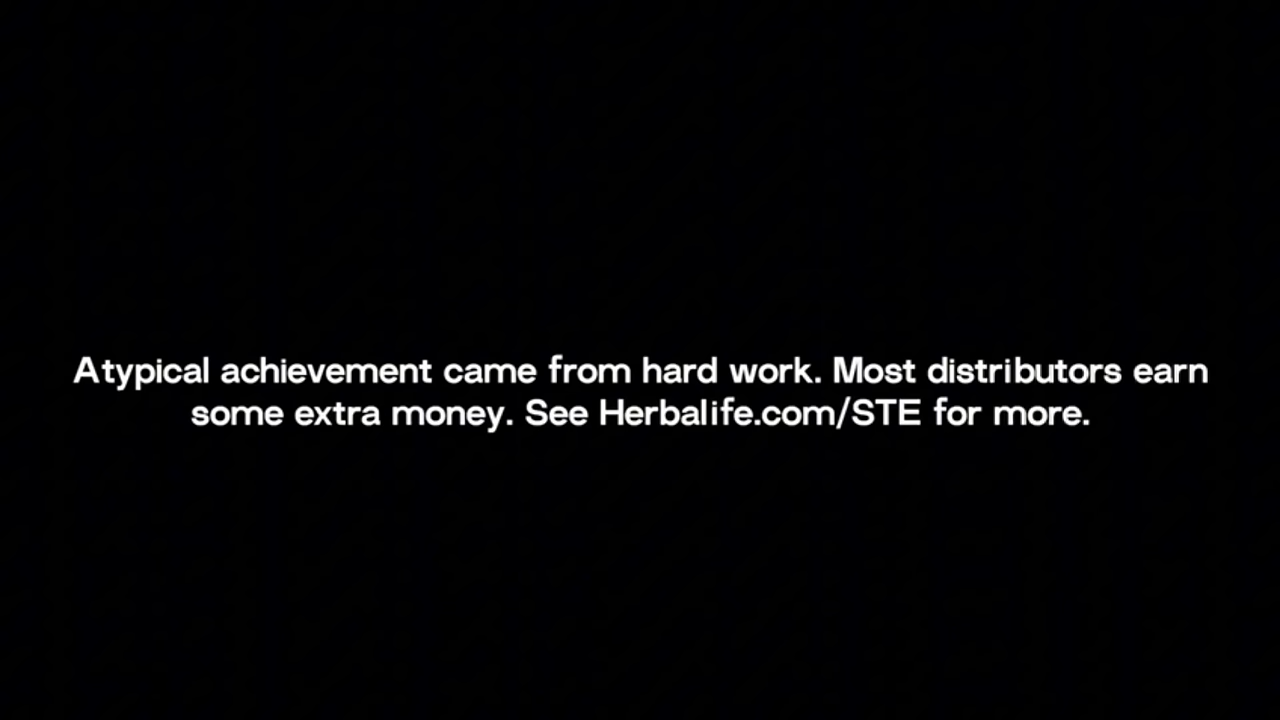 Atypical achievement came from hard work. Most distributors earn
some extra money. See Herbalife.com/STE for more.